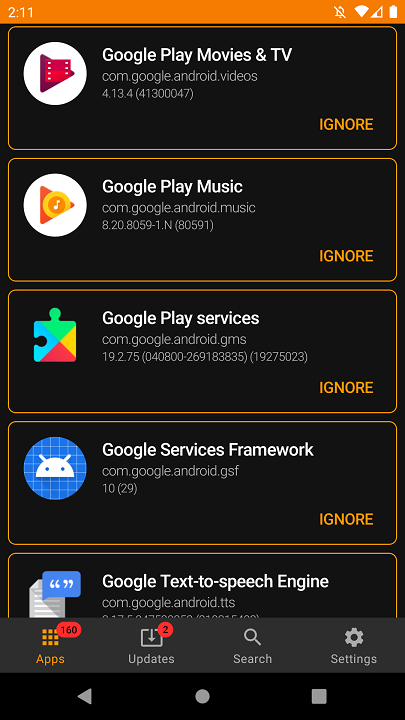 2:11
Google Play Movies & TV
com.google.android.videos
4.13.4 (41300047)
IGNORE
Google Play Music
com.google.android.music
8.20.8059-1.N (80591)
IGNORE
Google Play services
com.google.android.gms
19.2.75 (040800-269183835) (19275023)
IGNORE
Google Services Framework
com.google.android.gsf
10 (29)
IGNORE
Google Text-to-speech Engine
com.google.android.tts
160
2
Apps
Updates
Search
Settings